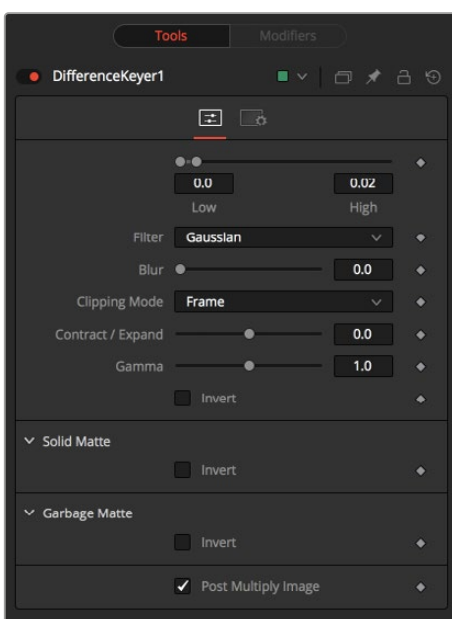 Tools Modifiers
DifferenceKeyer1
0.0 0.02
Low High
Filter Gaussian
Blur 0.0
Clipping Mode Frame
Contract / Expand 0.0
Gamma 1.0
Invert
Solid Matte
Invert
Garbage Matte
Invert
Post Multiply Image